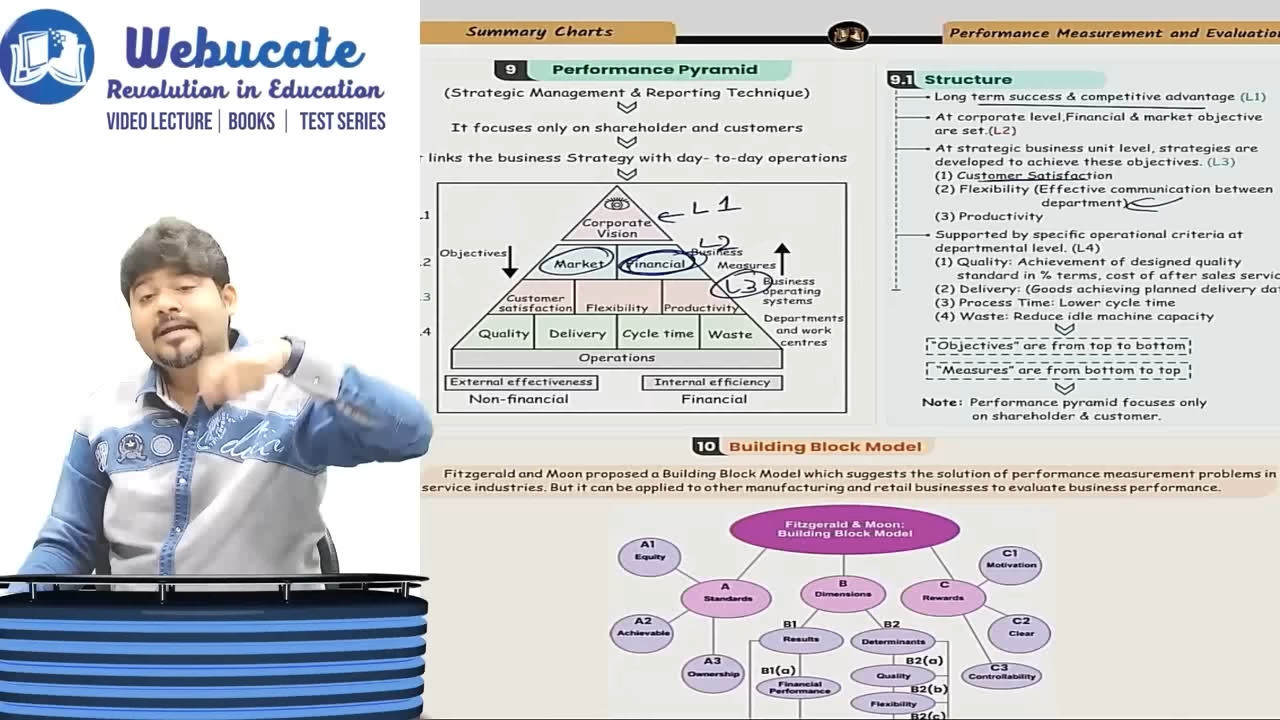 Webucate
Revolution in Education
VIDEO LECTURE | BOOKS | TEST SERIES
Summary Charts
Performance Measurement and Evaluation
9 Performance Pyramid
(Strategic Management & Reporting Technique)
It focuses only on shareholder and customers
links the business Strategy with day- to-day operations
Corporate
Vision
L1
Objectives
Market
Financial
L2
Business
Measures
Customer
satisfaction
Flexibility
Productivity
L3
Business
operating
systems
Quality
Delivery
Cycle time
Waste
Departments
and work
centres
Operations
External effectiveness
Internal efficiency
Non-financial
Financial
9.1 Structure
Long term success & competitive advantage (L1)
At corporate level,Financial & market objective
are set.(L2)
At strategic business unit level, strategies are
developed to achieve these objectives. (L3)
(1) Customer Satisfaction
(2) Flexibility (Effective communication between
department)
(3) Productivity
Supported by specific operational criteria at
departmental level. (L4)
(1) Quality: Achievement of designed quality
standard in % terms, cost of after sales servic
(2) Delivery: (Goods achieving planned delivery dat
(3) Process Time: Lower cycle time
(4) Waste: Reduce idle machine capacity
"Objectives" are from top to bottom
"Measures" are from bottom to top
Note: Performance pyramid focuses only
on shareholder & customer.
10 Building Block Model
Fitzgerald and Moon proposed a Building Block Model which suggests the solution of performance measurement problems in
service industries. But it can be applied to other manufacturing and retail businesses to evaluate business performance.
Fitzgerald & Moon:
Building Block Model
A1
Equity
A
Standards
A2
Achievable
A3
Ownership
B
Dimensions
B1
Results
B1(a)
Financial
Performance
B2
Determinants
B2(a)
Quality
B2(b)
Flexibility
B2(c)
C
Rewards
C1
Motivation
C2
Clear
C3
Controllability